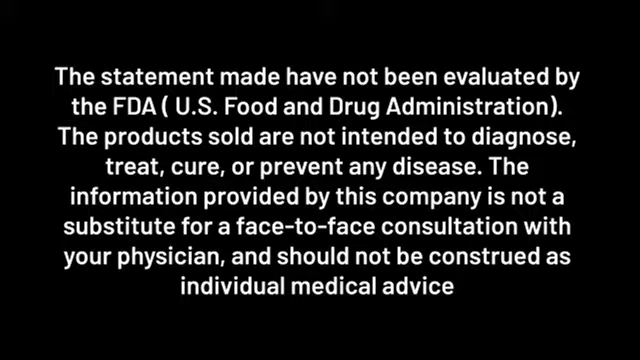 The statement made have not been evaluated by
the FDA ( U.S. Food and Drug Administration).
The products sold are not intended to diagnose,
treat, cure, or prevent any disease. The
information provided by this company is not a
substitute for a face-to-face consultation with
your physician, and should not be construed as
individual medical advice